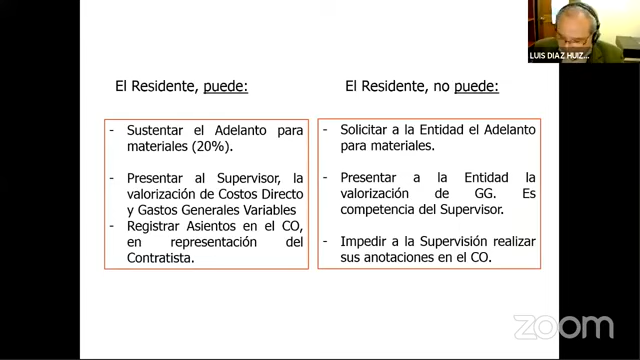 LUIS DIAZ HUIZ...
El Residente, puede:
- Sustentar el Adelanto para
materiales (20%).
- Presentar al Supervisor, la
valorización de Costos Directo
y Gastos Generales Variables
- Registrar Asientos en el CO,
en representación del
Contratista.
El Residente, no puede:
- Solicitar a la Entidad el Adelanto
para materiales.
- Presentar a la Entidad la
valorización de GG. Es
competencia del Supervisor.
- Impedir a la Supervisión realizar
sus anotaciones en el CO.
zoom